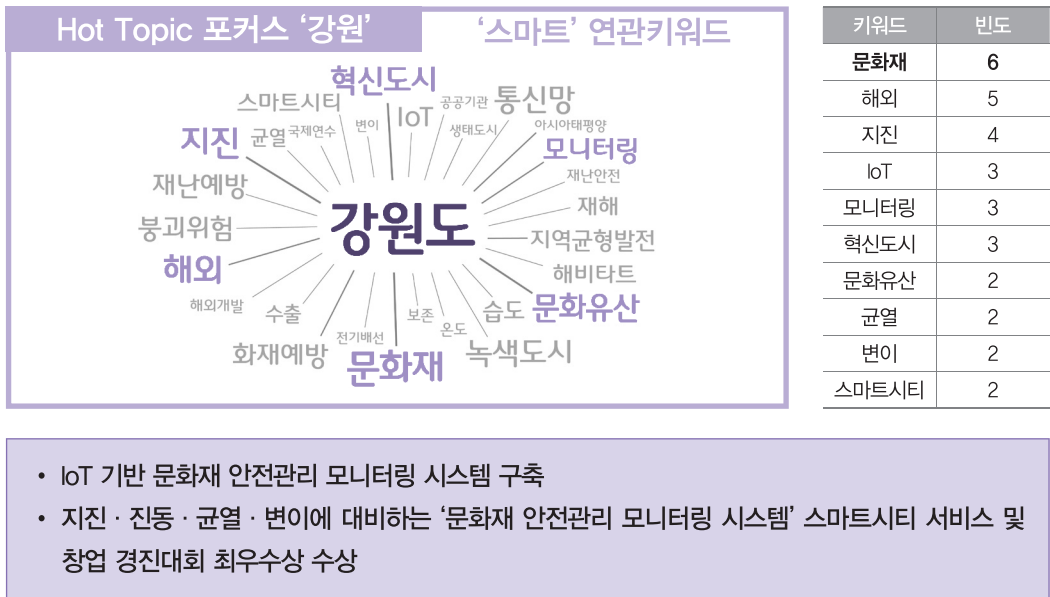 Hot Topic 포커스 ‘강원’
‘스마트’ 연관키워드
혁신도시
스마트시티
공공기관
통신망
IoT
변이
국제연수
균열
생태도시
아시아태평양
지진
모니터링
재난안전
재난예방
재해
강원도
붕괴위험
지역균형발전
해외
해비타트
해외개발
수출
보존
습도
문화유산
온도
전기배선
화재예방
문화재
녹색도시
키워드 빈도
문화재 6
해외 5
지진 4
IoT 3
모니터링 3
혁신도시 3
문화유산 2
균열 2
변이 2
스마트시티 2
• IoT 기반 문화재 안전관리 모니터링 시스템 구축
• 지진 · 진동 · 균열 · 변이에 대비하는 ‘문화재 안전관리 모니터링 시스템’ 스마트시티 서비스 및
창업 경진대회 최우수상 수상